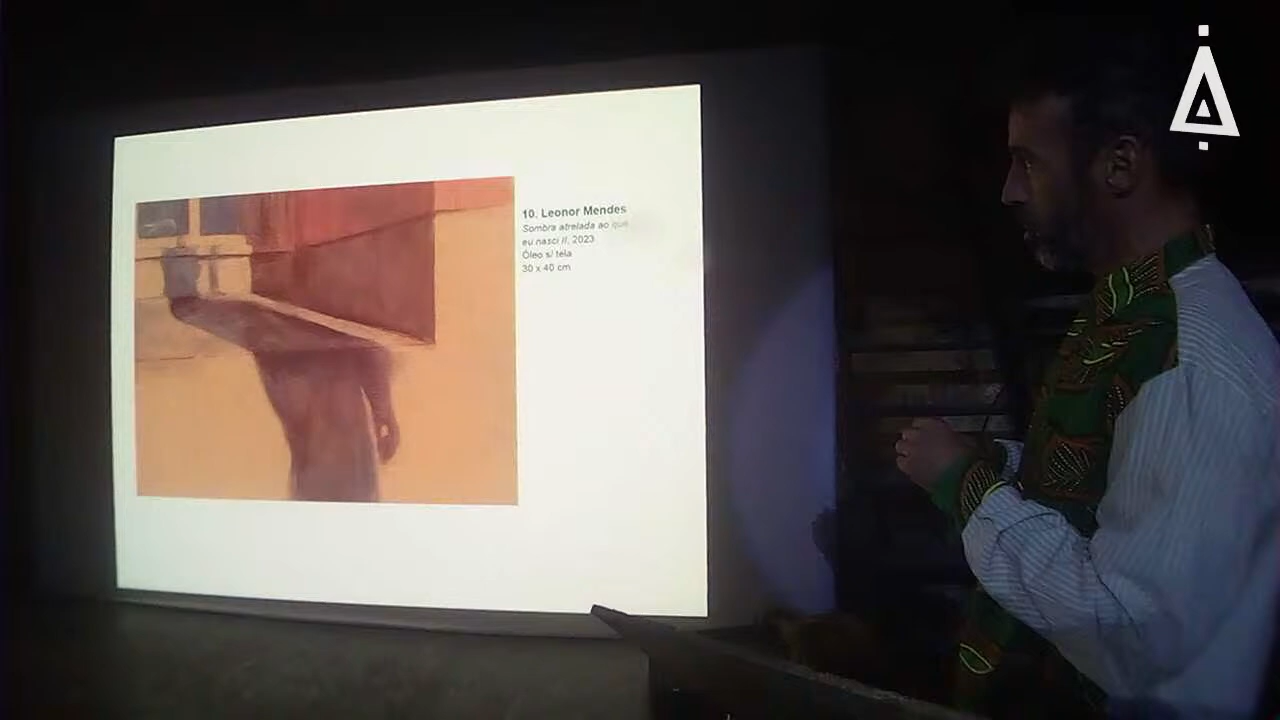 10. Leonor Mendes
Sombra atrelada ao que
eu nasci II, 2023
Óleo s/ tela
30 x 40 cm